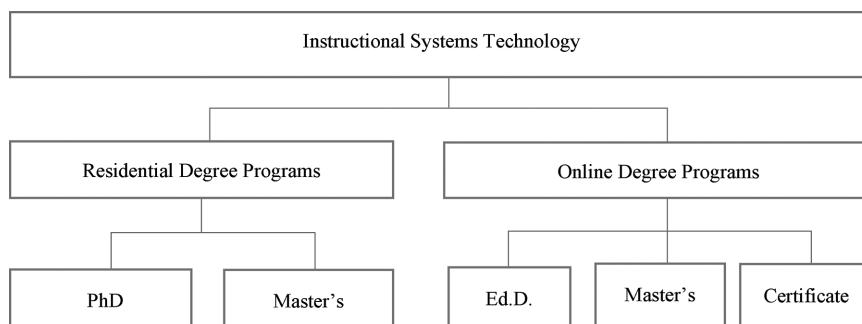 Instructional Systems Technology
Residential Degree Programs
Online Degree Programs
PhD
Master's
Ed.D.
Master's
Certificate